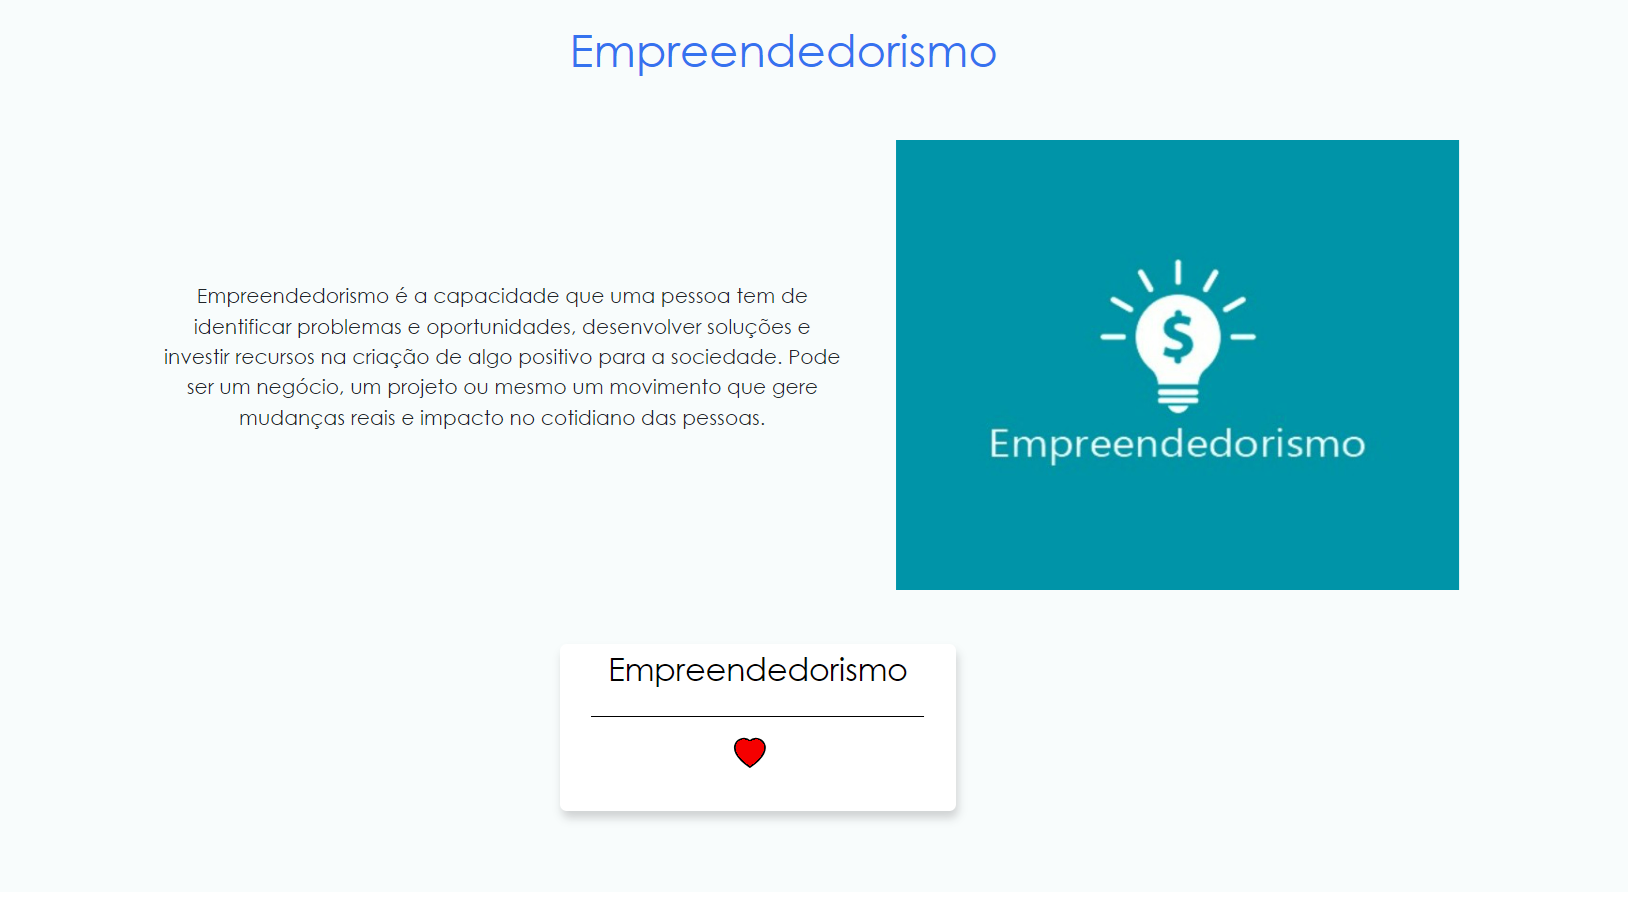 Empreendedorismo
Empreendedorismo é a capacidade que uma pessoa tem de
identificar problemas e oportunidades, desenvolver soluções e
investir recursos na criação de algo positivo para a sociedade. Pode
ser um negócio, um projeto ou mesmo um movimento que gere
mudanças reais e impacto no cotidiano das pessoas.
$
Empreendedorismo
Empreendedorismo